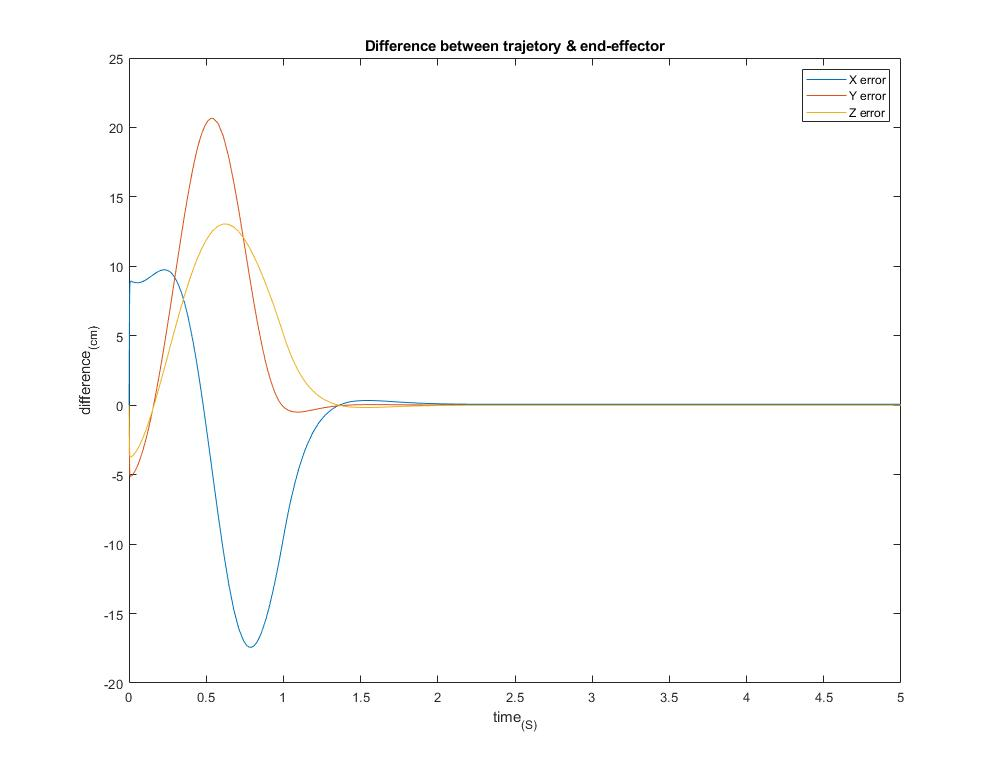 Difference between trajetory & end-effector
25
20
15
10
5
0
-5
-10
-15
-20
difference(cm)
X error
Y error
Z error
0 0.5 1 1.5 2 2.5 3 3.5 4 4.5 5
time(S)